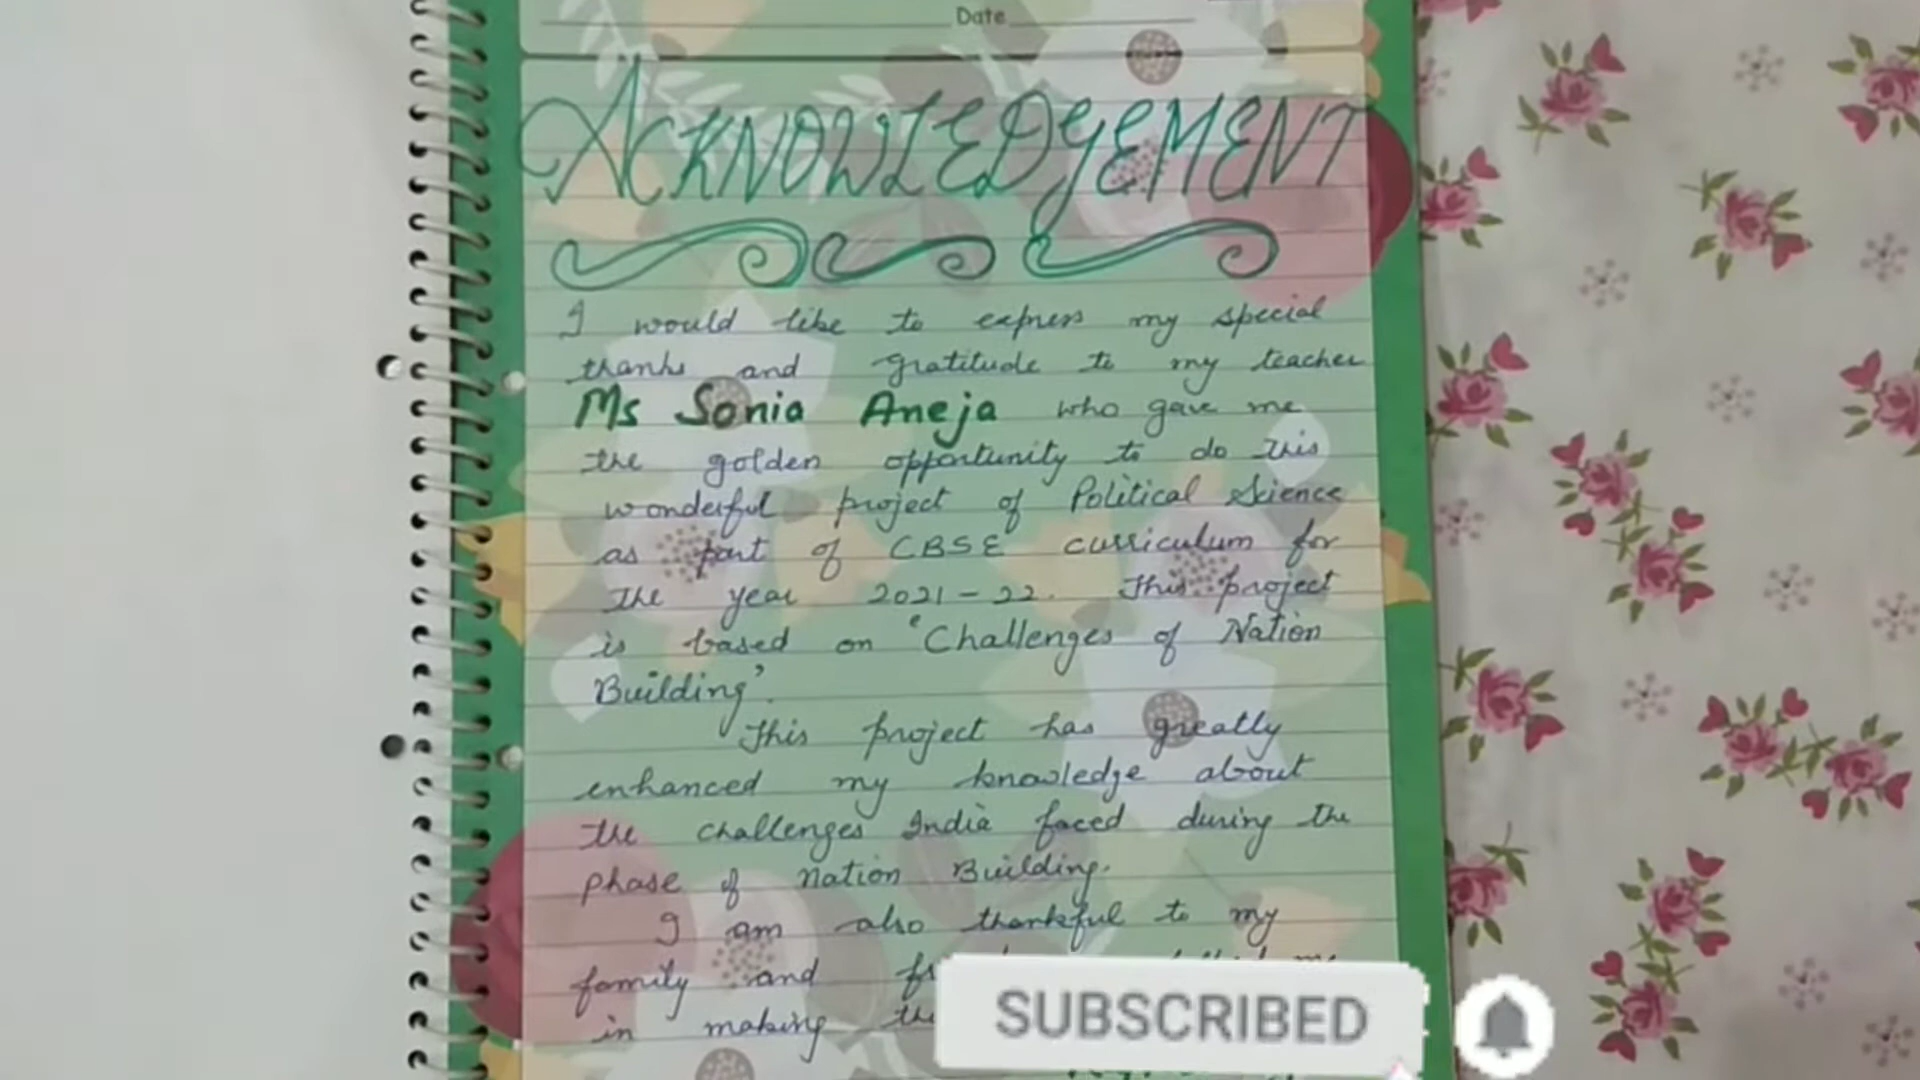 Date
ACKNOWLEDGEMENT
I would like to express my special
thanks and gratitude to my teacher
Ms Sonia Aneja who gave me
the golden opportunity to do this
wonderful project of Political Science
as part of CBSE curriculum for
the year 2021-22. This project
is based on 'Challenges of Nation
Building'.
This project has greatly
enhanced my knowledge about
the challenges India faced during the
phase of Nation Building.
I am also thankful to my
family and me
in making
SUBSCRIBED